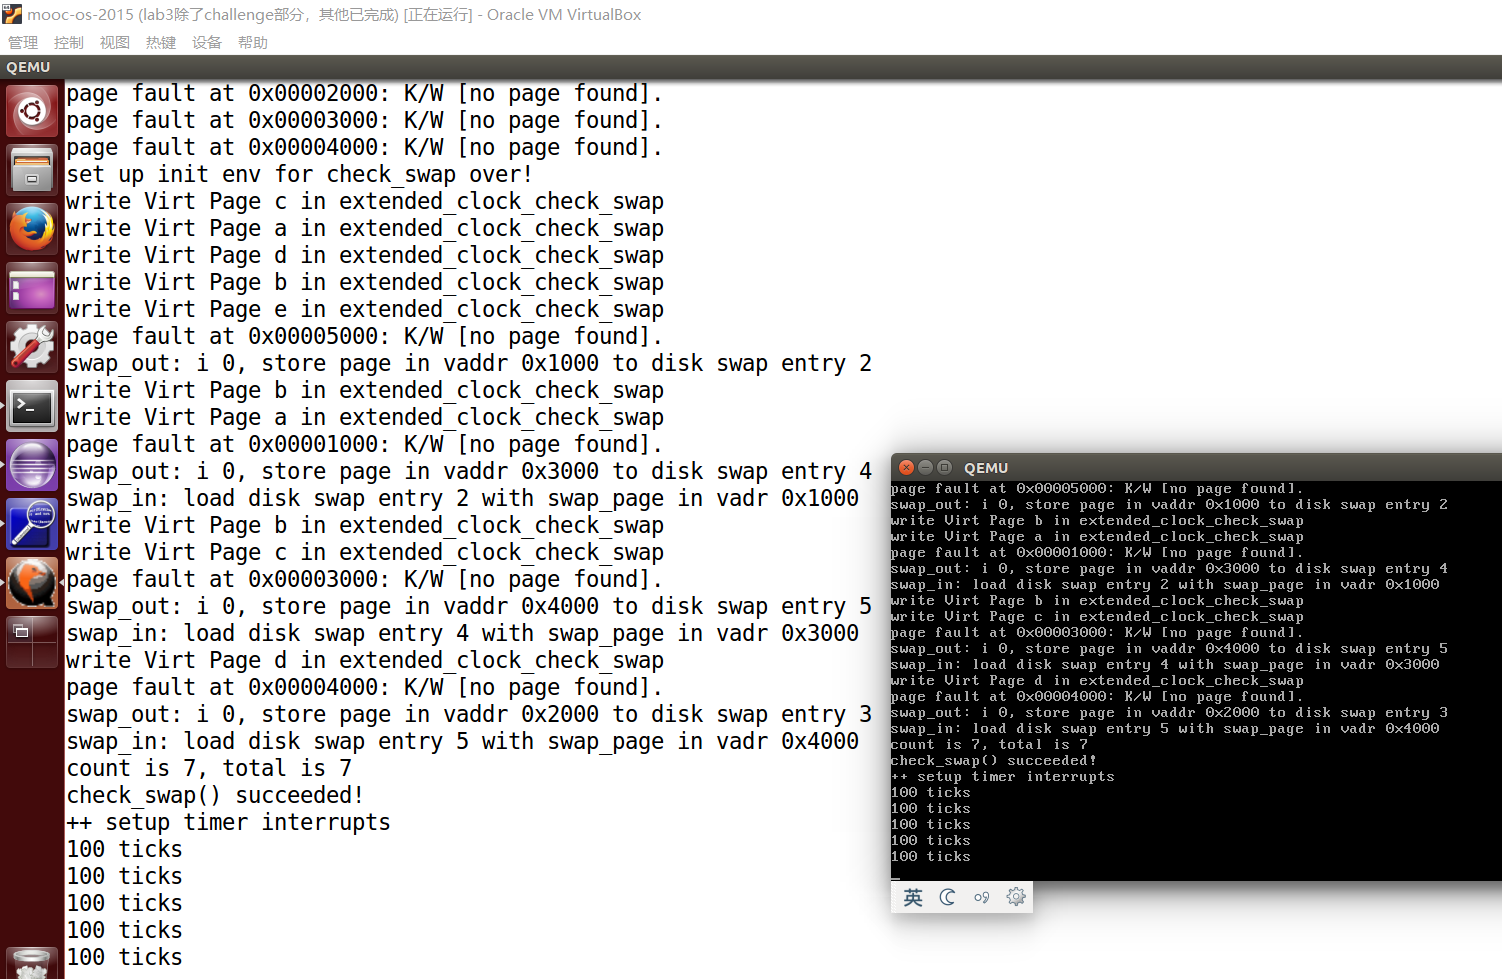 mooc-os-2015 (lab3除了challenge部分，其他已完成) [正在运行] - Oracle VM VirtualBox
管理 控制 视图 热键 设备 帮助
QEMU
page fault at 0x00002000: K/W [no page found].
page fault at 0x00003000: K/W [no page found].
page fault at 0x00004000: K/W [no page found].
set up init env for check_swap over!
write Virt Page c in extended_clock_check_swap
write Virt Page a in extended_clock_check_swap
write Virt Page d in extended_clock_check_swap
write Virt Page b in extended_clock_check_swap
write Virt Page e in extended_clock_check_swap
page fault at 0x00005000: K/W [no page found].
swap_out: i 0, store page in vaddr 0x1000 to disk swap entry 2
write Virt Page b in extended_clock_check_swap
write Virt Page a in extended_clock_check_swap
page fault at 0x00001000: K/W [no page found].
swap_out: i 0, store page in vaddr 0x3000 to disk swap entry 4
swap_in: load disk swap entry 2 with swap_page in vadr 0x1000
write Virt Page b in extended_clock_check_swap
write Virt Page c in extended_clock_check_swap
page fault at 0x00003000: K/W [no page found].
swap_out: i 0, store page in vaddr 0x4000 to disk swap entry 5
swap_in: load disk swap entry 4 with swap_page in vadr 0x3000
write Virt Page d in extended_clock_check_swap
page fault at 0x00004000: K/W [no page found].
swap_out: i 0, store page in vaddr 0x2000 to disk swap entry 3
swap_in: load disk swap entry 5 with swap_page in vadr 0x4000
count is 7, total is 7
check_swap() succeeded!
++ setup timer interrupts
100 ticks
100 ticks
100 ticks
100 ticks
100 ticks
QEMU
page fault at 0x00005000: K/W [no page found].
swap_out: i 0, store page in vaddr 0x1000 to disk swap entry 2
write Virt Page b in extended_clock_check_swap
write Virt Page a in extended_clock_check_swap
page fault at 0x00001000: K/W [no page found].
swap_out: i 0, store page in vaddr 0x3000 to disk swap entry 4
swap_in: load disk swap entry 2 with swap_page in vadr 0x1000
write Virt Page b in extended_clock_check_swap
write Virt Page c in extended_clock_check_swap
page fault at 0x00003000: K/W [no page found].
swap_out: i 0, store page in vaddr 0x4000 to disk swap entry 5
swap_in: load disk swap entry 4 with swap_page in vadr 0x3000
write Virt Page d in extended_clock_check_swap
page fault at 0x00004000: K/W [no page found].
swap_out: i 0, store page in vaddr 0x2000 to disk swap entry 3
swap_in: load disk swap entry 5 with swap_page in vadr 0x4000
count is 7, total is 7
check_swap() succeeded!
++ setup timer interrupts
100 ticks
100 ticks
100 ticks
100 ticks
100 ticks
英